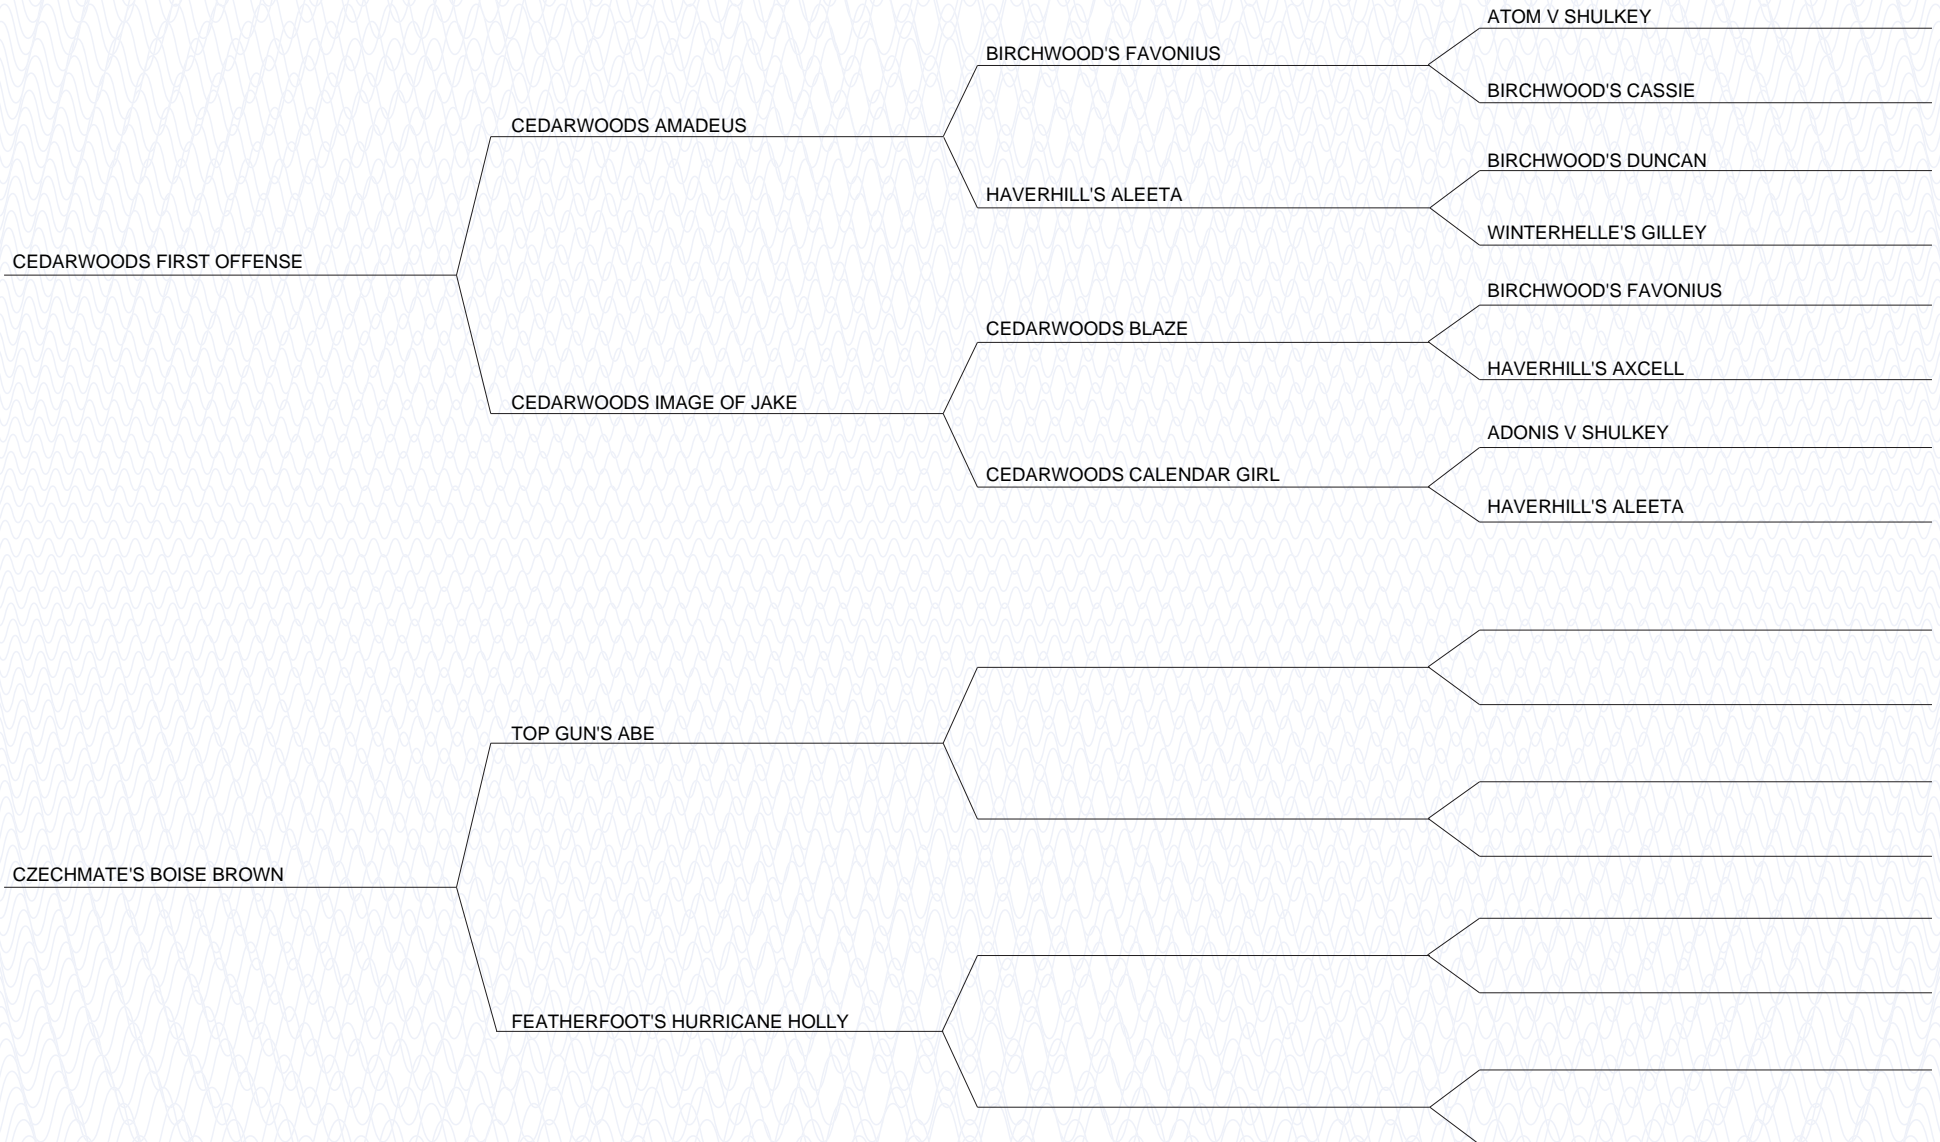 ATOM V SHULKEY
BIRCHWOOD'S FAVONIUS
BIRCHWOOD'S CASSIE
CEDARWOODS AMADEUS
BIRCHWOOD'S DUNCAN
HAVERHILL'S ALEETA
WINTERHELLE'S GILLEY
CEDARWOODS FIRST OFFENSE
BIRCHWOOD'S FAVONIUS
CEDARWOODS BLAZE
HAVERHILL'S AXCELL
CEDARWOODS IMAGE OF JAKE
ADONIS V SHULKEY
CEDARWOODS CALENDAR GIRL
HAVERHILL'S ALEETA
TOP GUN'S ABE
CZECHMATE'S BOISE BROWN
FEATHERFOOT'S HURRICANE HOLLY